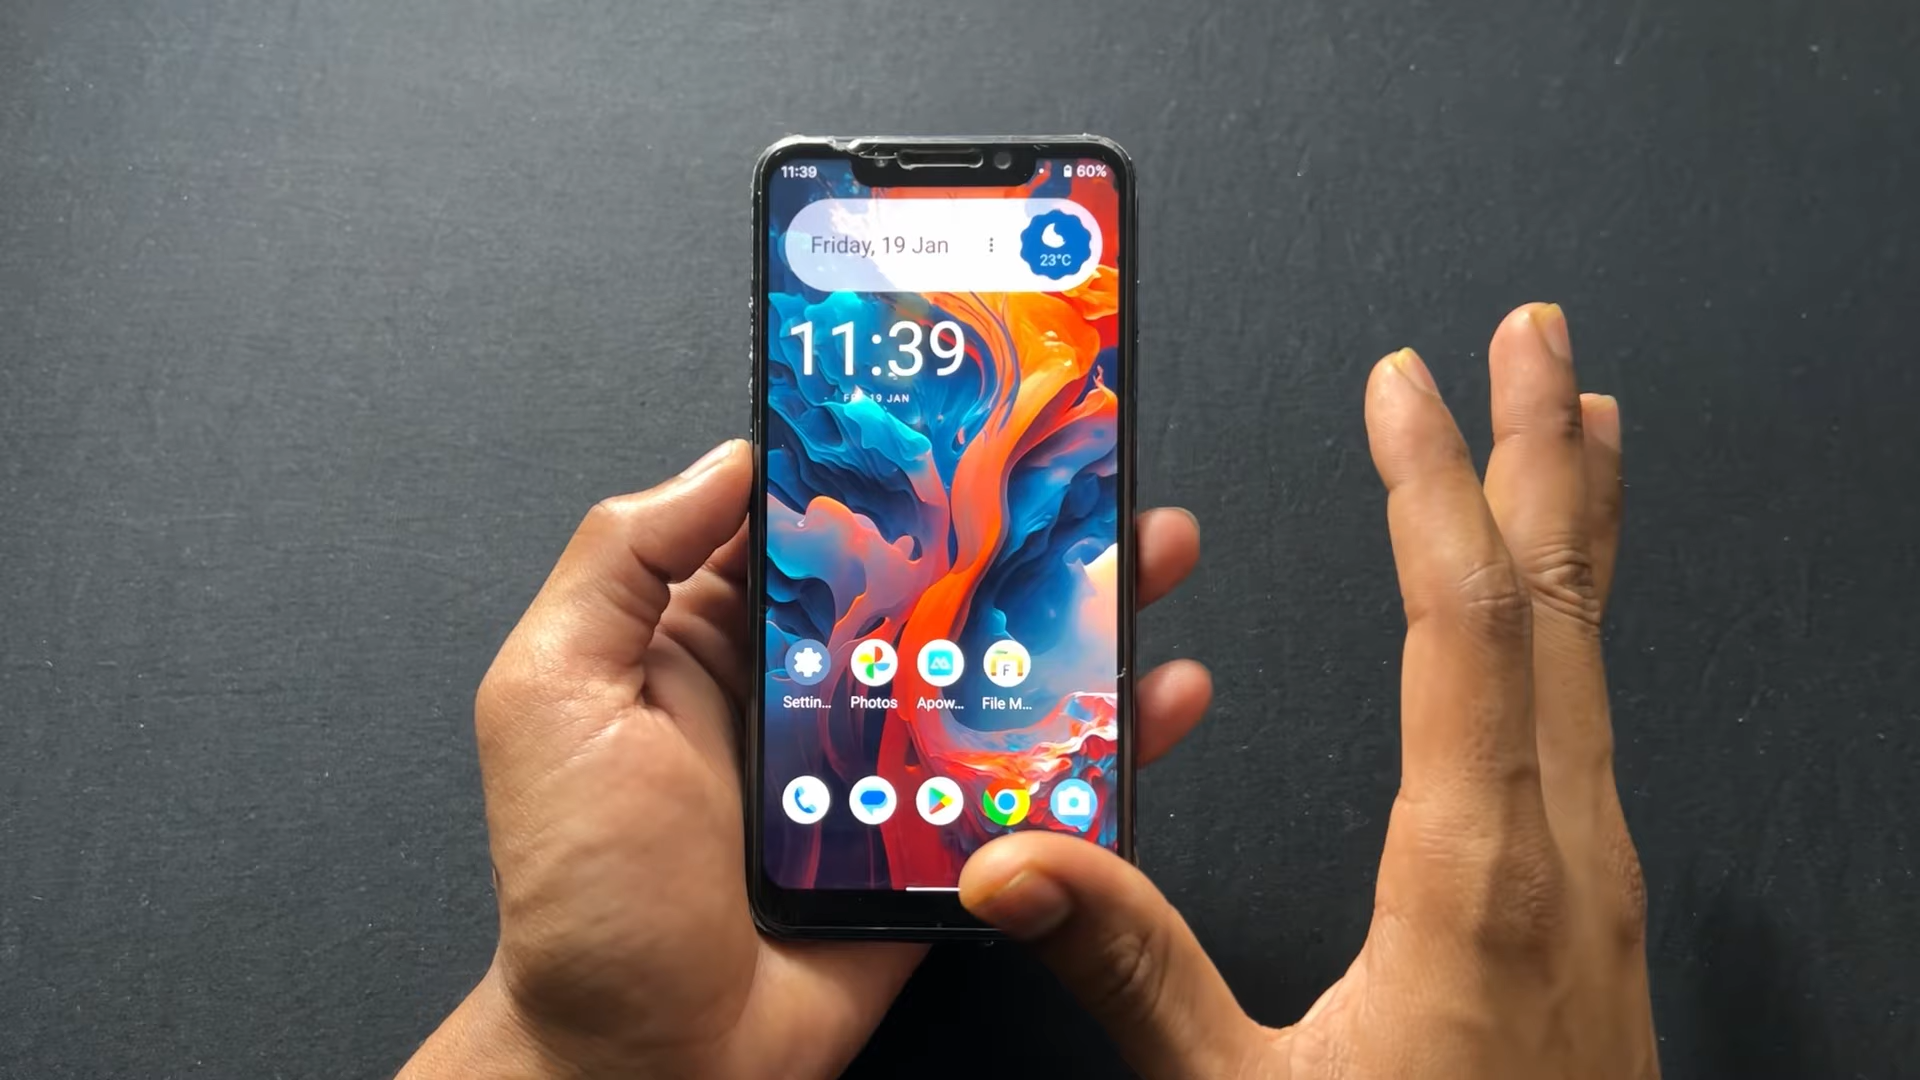 11:39
60%
Friday, 19 Jan
23°C
11:39
19 JAN
Settin...
Photos
Apow...
File M...
F